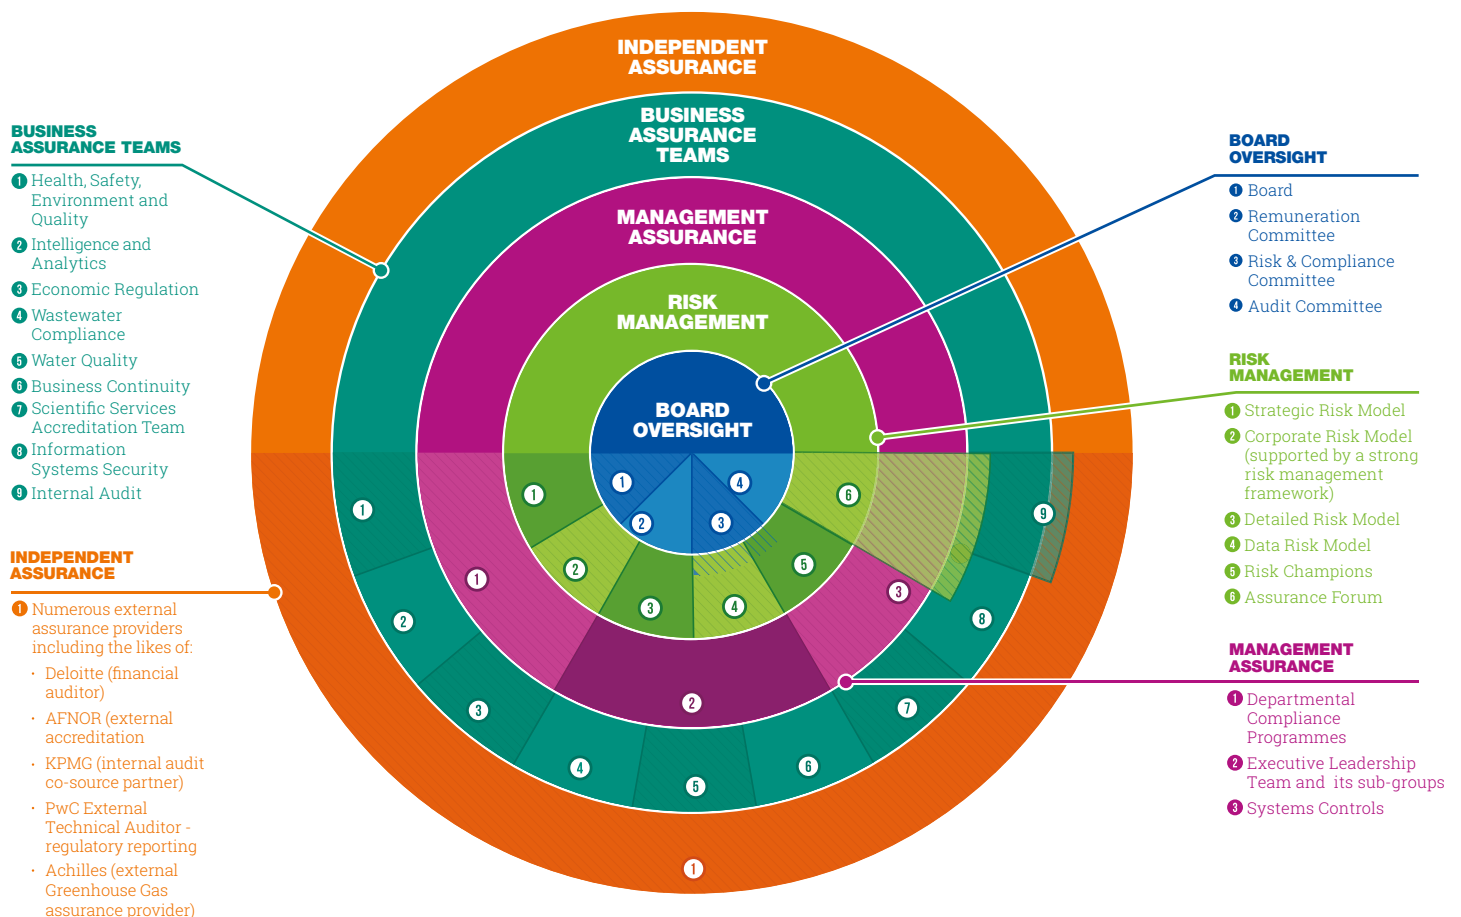 INDEPENDENT
ASSURANCE
BUSINESS
ASSURANCE
TEAMS
MANAGEMENT
ASSURANCE
RISK
MANAGEMENT
BOARD
OVERSIGHT
1
2
3
4
1
2
3
4
5
6
1
2
3
1
2
3
4
5
6
7
8
9
1
BUSINESS
ASSURANCE TEAMS
1 Health, Safety,
Environment and
Quality
2 Intelligence and
Analytics
3 Economic Regulation
4 Wastewater
Compliance
5 Water Quality
6 Business Continuity
7 Scientific Services
Accreditation Team
8 Information
Systems Security
9 Internal Audit
INDEPENDENT
ASSURANCE
1 Numerous external
assurance providers
including the likes of:
· Deloitte (financial
auditor)
· AFNOR (external
accreditation
· KPMG (internal audit
co-source partner)
· PwC External
Technical Auditor -
regulatory reporting
· Achilles (external
Greenhouse Gas
assurance provider)
BOARD
OVERSIGHT
1 Board
2 Remuneration
Committee
3 Risk & Compliance
Committee
4 Audit Committee
RISK
MANAGEMENT
1 Strategic Risk Model
2 Corporate Risk Model
(supported by a strong
risk management
framework)
3 Detailed Risk Model
4 Data Risk Model
5 Risk Champions
6 Assurance Forum
MANAGEMENT
ASSURANCE
1 Departmental
Compliance
Programmes
2 Executive Leadership
Team and its sub-groups
3 Systems Controls